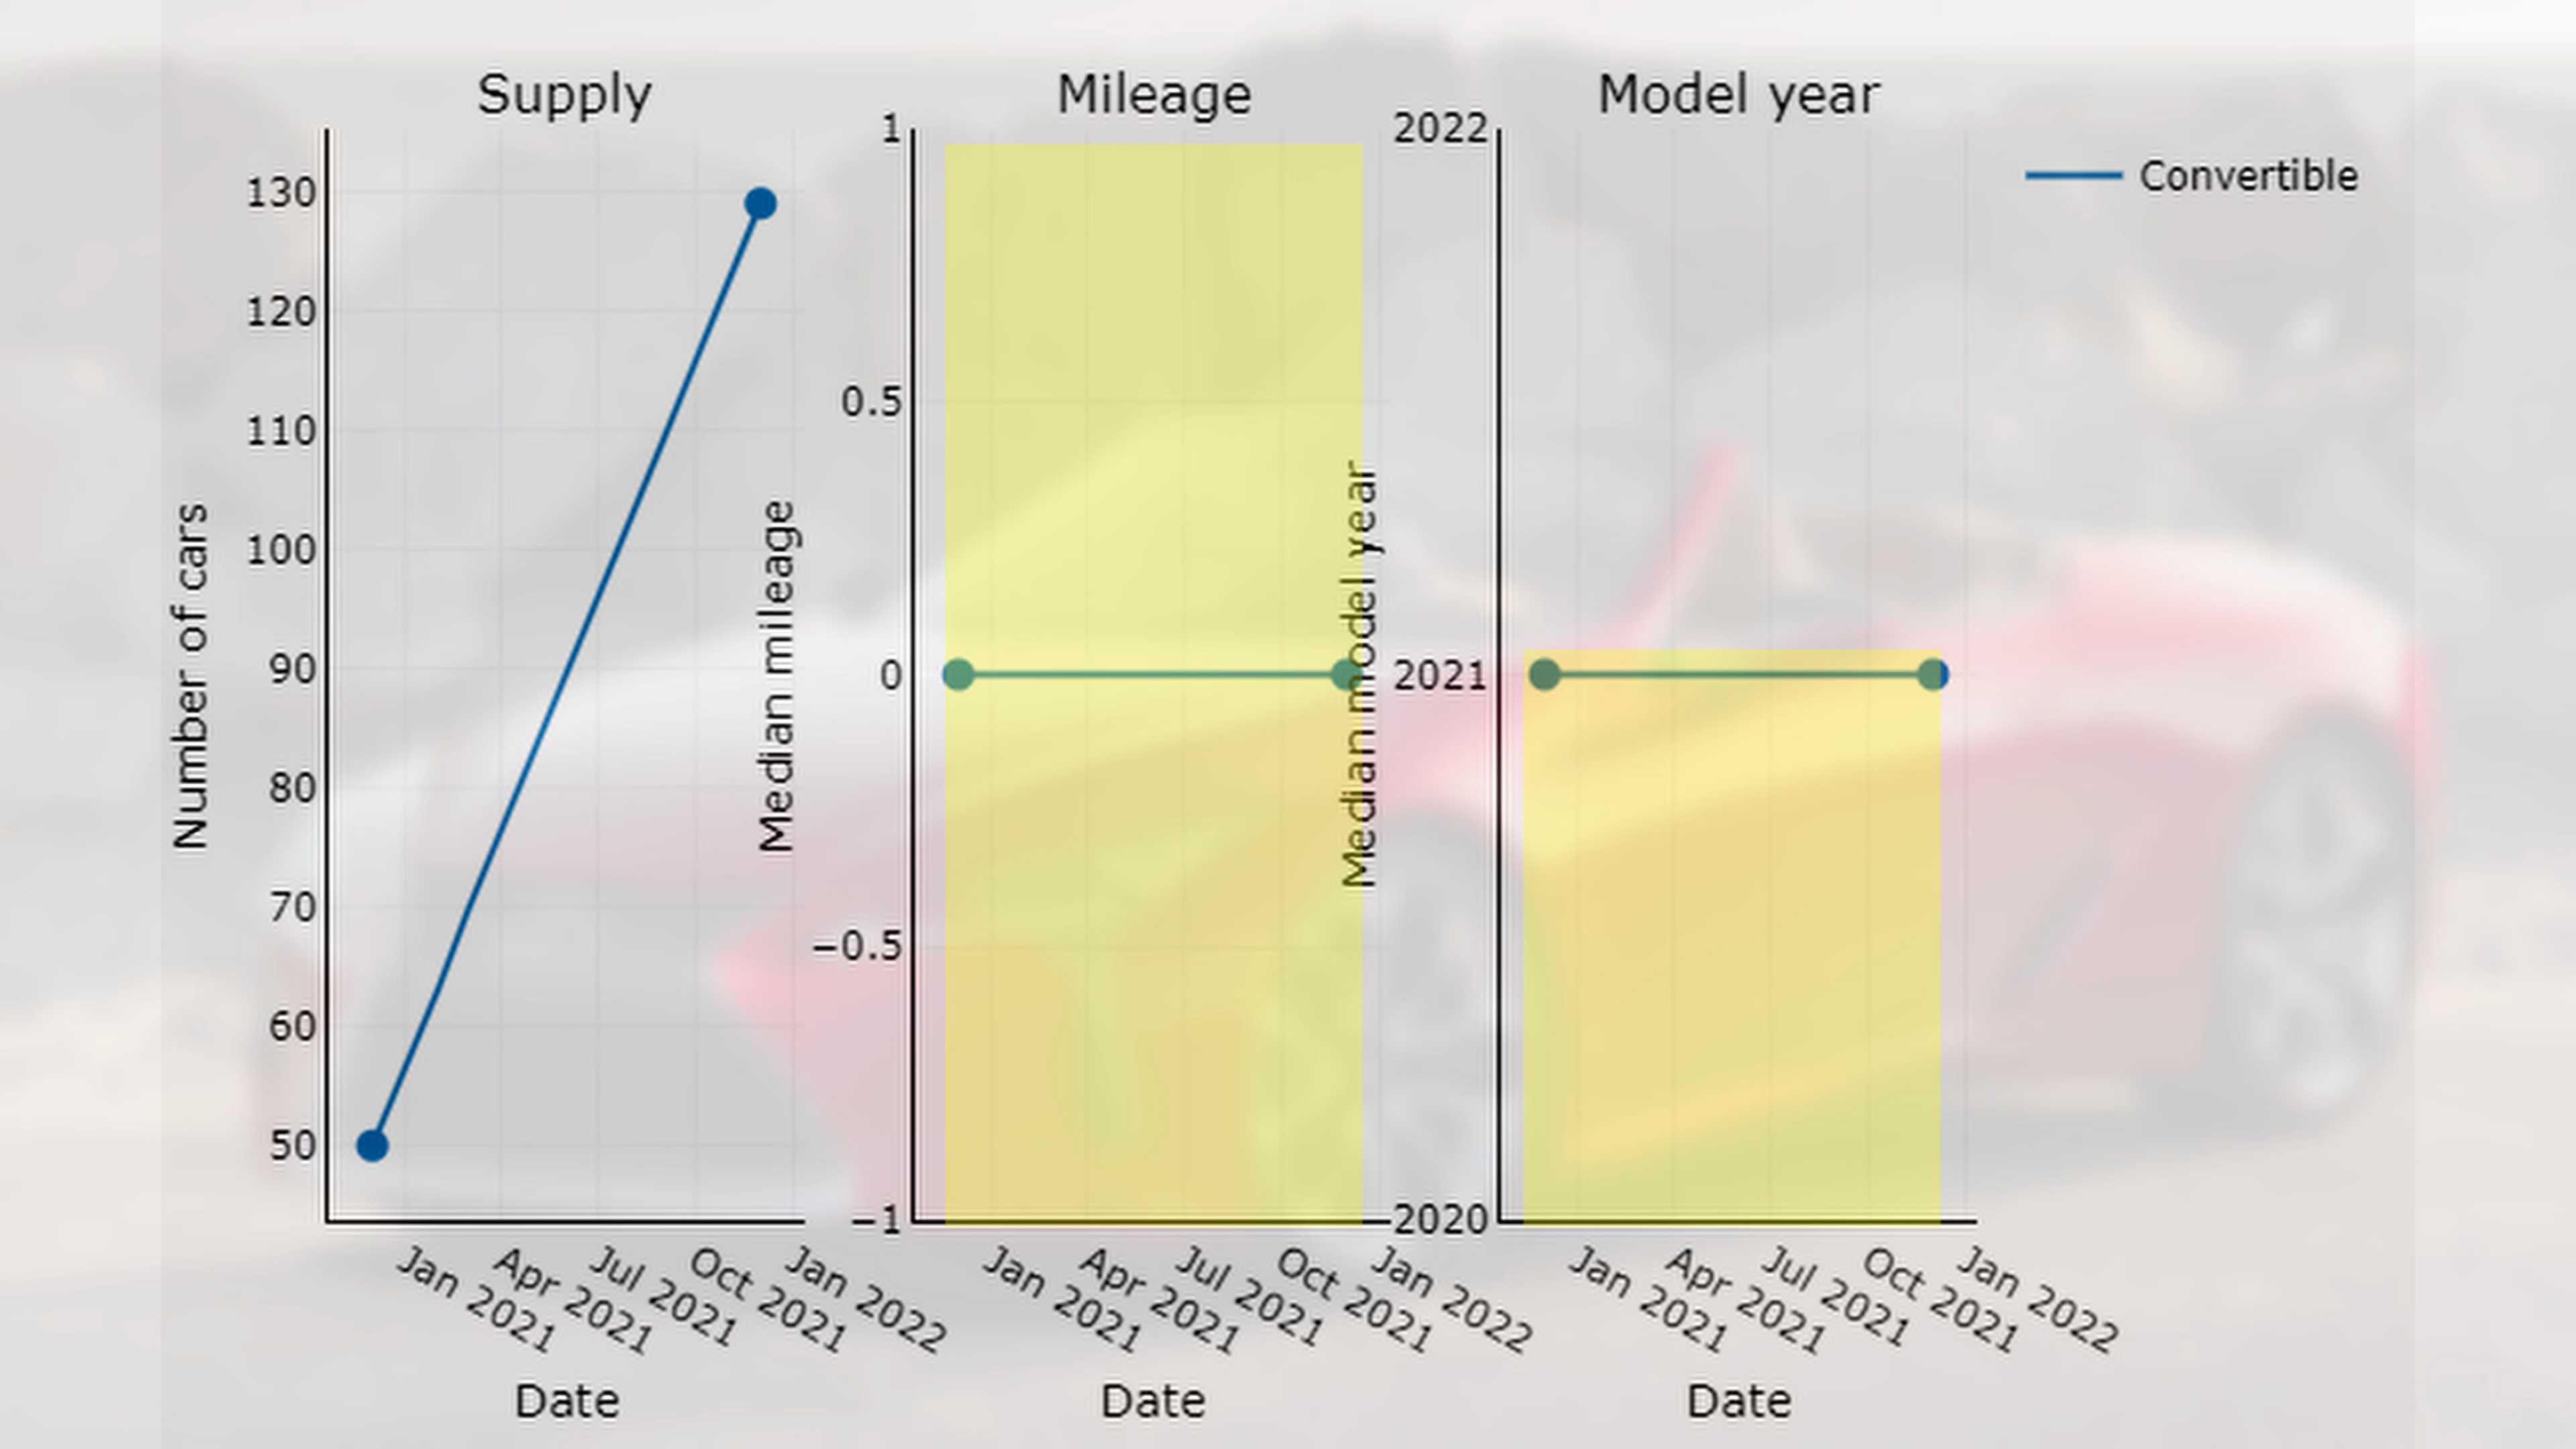 Supply
Number of cars
130
120
110
100
90
80
70
60
50
Jan 2021
Apr 2021
Jul 2021
Oct 2021
Jan 2022
Date
Mileage
Median mileage
1
0.5
0
−0.5
−1
Jan 2021
Apr 2021
Jul 2021
Oct 2021
Jan 2022
Date
Model year
Median model year
2022
2021
2020
Jan 2021
Apr 2021
Jul 2021
Oct 2021
Jan 2022
Date
Convertible